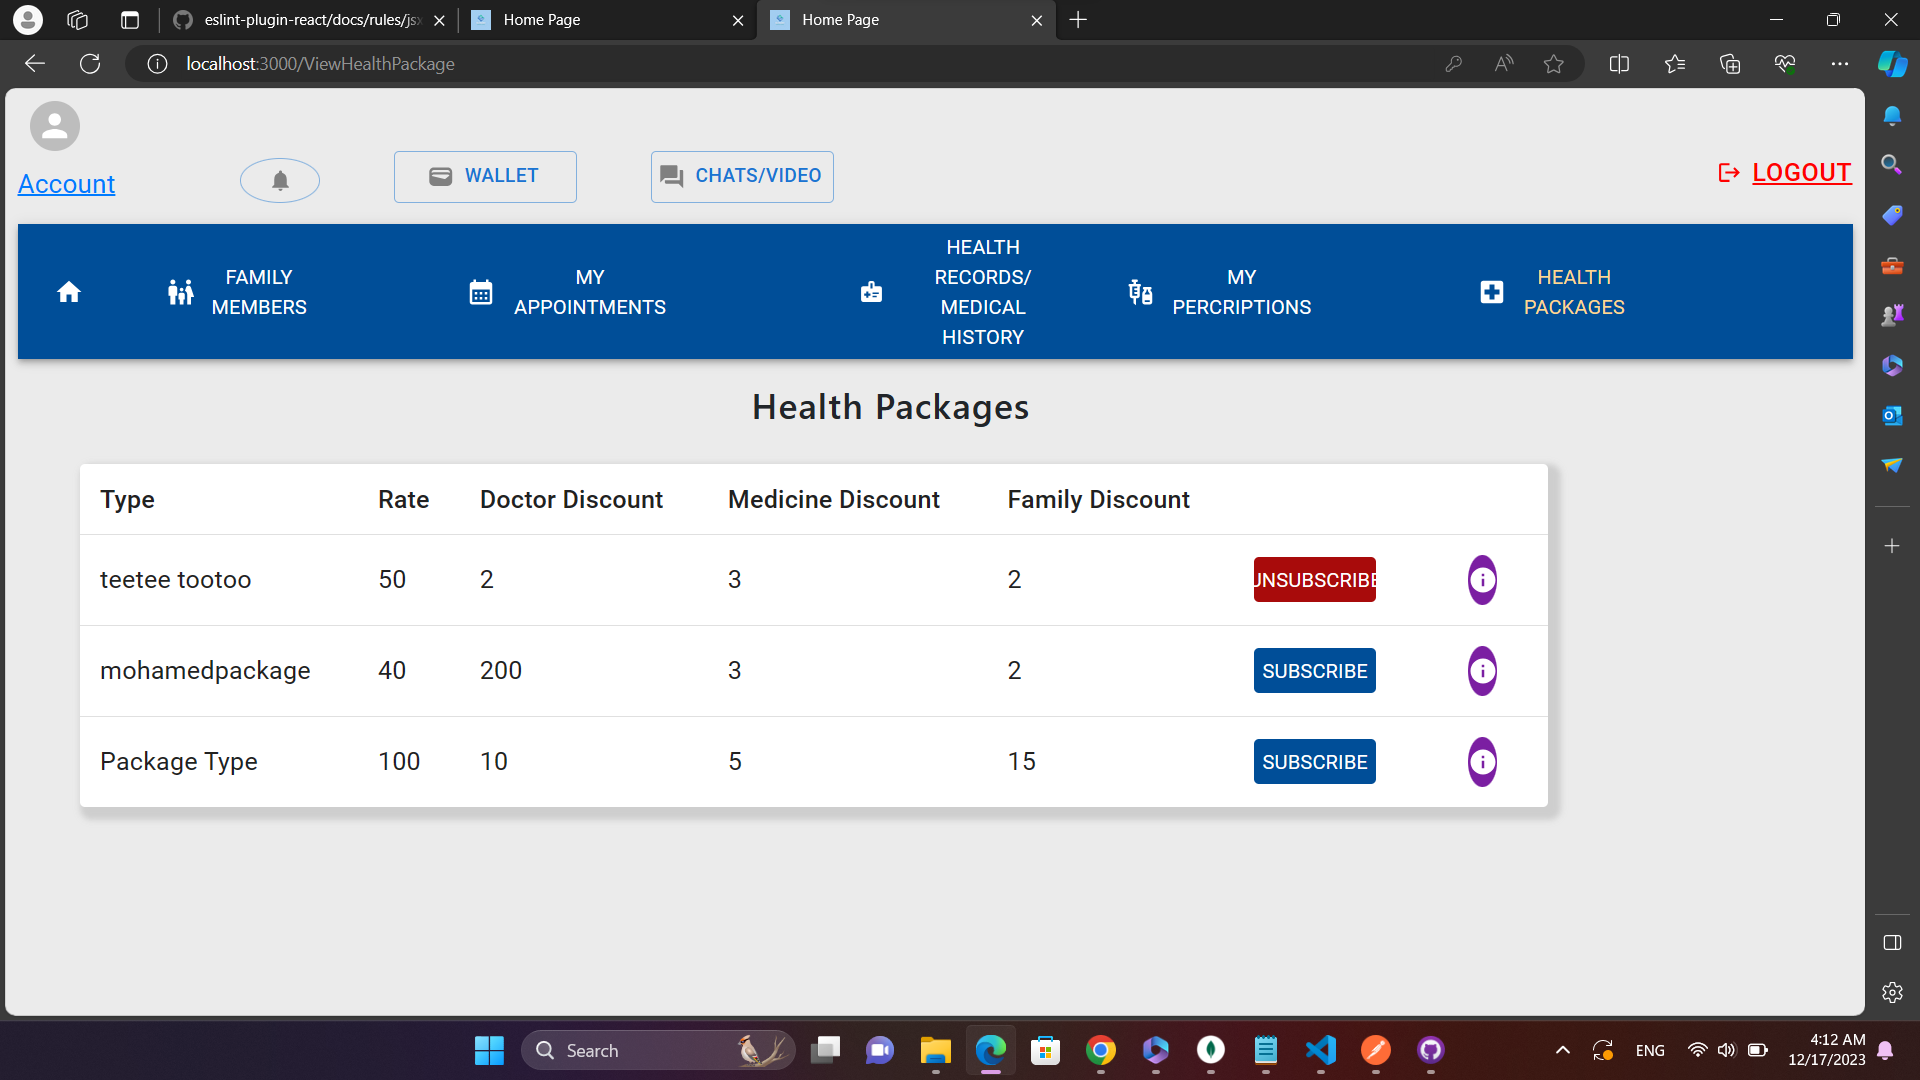 eslint-plugin-react/docs/rules/jsx
Home Page
Home Page
localhost:3000/ViewHealthPackage
Account
WALLET
CHATS/VIDEO
LOGOUT
FAMILY
MEMBERS
MY
APPOINTMENTS
HEALTH
RECORDS/
MEDICAL
HISTORY
MY
PERCRIPTIONS
HEALTH
PACKAGES
Health Packages
Type Rate Doctor Discount Medicine Discount Family Discount
teetee tootoo 50 2 3 2 UNSUBSCRIBE
mohamedpackage 40 200 3 2 SUBSCRIBE
Package Type 100 10 5 15 SUBSCRIBE
Search
ENG
4:12 AM
12/17/2023